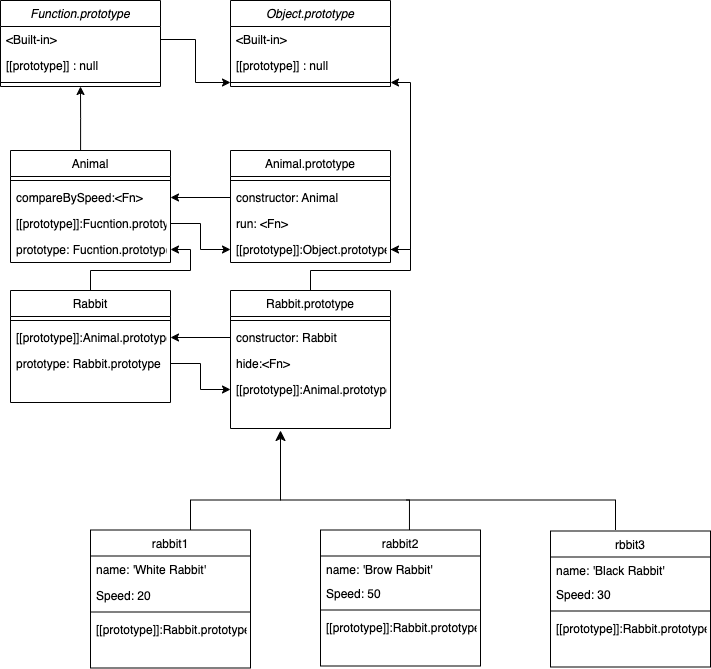 Function.prototype
<Built-in>
[[prototype]] : null
Object.prototype
<Built-in>
[[prototype]] : null
Animal
compareBySpeed:<Fn>
[[prototype]]:Fucntion.prototy
prototype: Fucntion.prototype
Animal.prototype
constructor: Animal
run: <Fn>
[[prototype]]:Object.prototype
Rabbit
[[prototype]]:Animal.prototyp
prototype: Rabbit.prototype
Rabbit.prototype
constructor: Rabbit
hide:<Fn>
[[prototype]]:Animal.prototyp
rabbit1
name: 'White Rabbit'
Speed: 20
[[prototype]]:Rabbit.prototype
rabbit2
name: 'Brow Rabbit'
Speed: 50
[[prototype]]:Rabbit.prototype
rbbit3
name: 'Black Rabbit'
Speed: 30
[[prototype]]:Rabbit.prototype